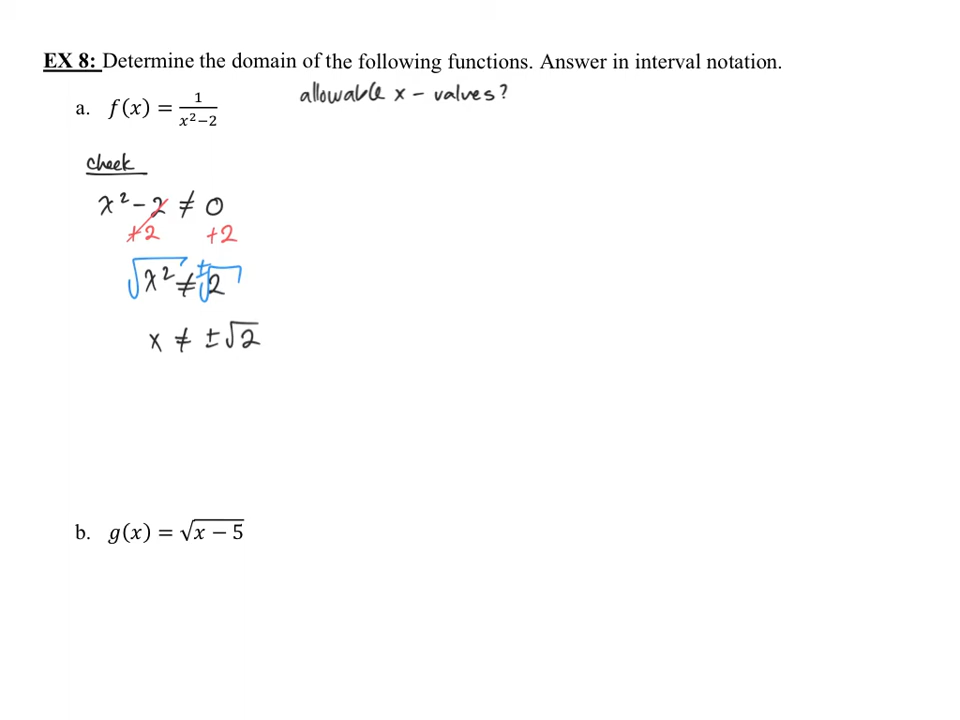 EX 8: Determine the domain of the following functions. Answer in interval notation.
allowable x - values?
a. f(x) = 1/(x²−2)
check
x² - 2 ≠ 0
+2 +2
√x² ≠ ±√2
x ≠ ±√2
b. g(x) = √(x − 5)